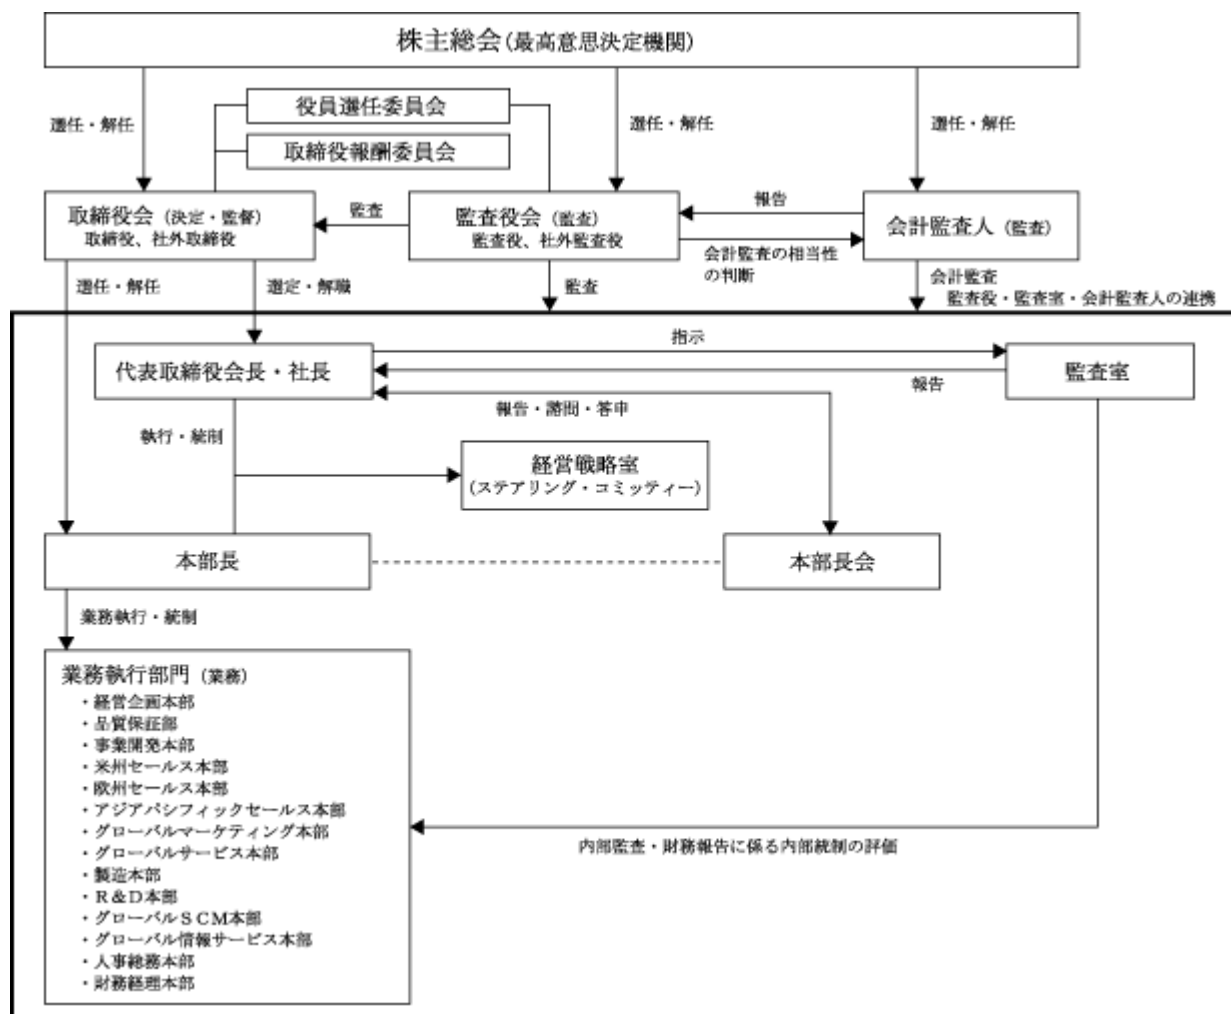 株主総会(最高意思決定機関)
選任・解任
役員選任委員会
取締役報酬委員会
選任・解任
選任・解任
取締役会(決定・監督)
取締役、社外取締役
監査
監査役会(監査)
監査役、社外監査役
報告
会計監査の相当性
の判断
会計監査人(監査)
選任・解任
選定・解職
監査
会計監査
監査役・監査室・会計監査人の連携
代表取締役会長・社長
指示
報告
監査室
報告・諮問・答申
執行・統制
経営戦略室
(ステアリング・コミッティー)
本部長
本部長会
業務執行・統制
業務執行部門(業務)
・経営企画本部
・品質保証部
・事業開発本部
・米州セールス本部
・欧州セールス本部
・アジアパシフィックセールス本部
・グローバルマーケティング本部
・グローバルサービス本部
・製造本部
・R&D本部
・グローバルSCM本部
・グローバル情報サービス本部
・人事総務本部
・財務経理本部
内部監査・財務報告に係る内部統制の評価